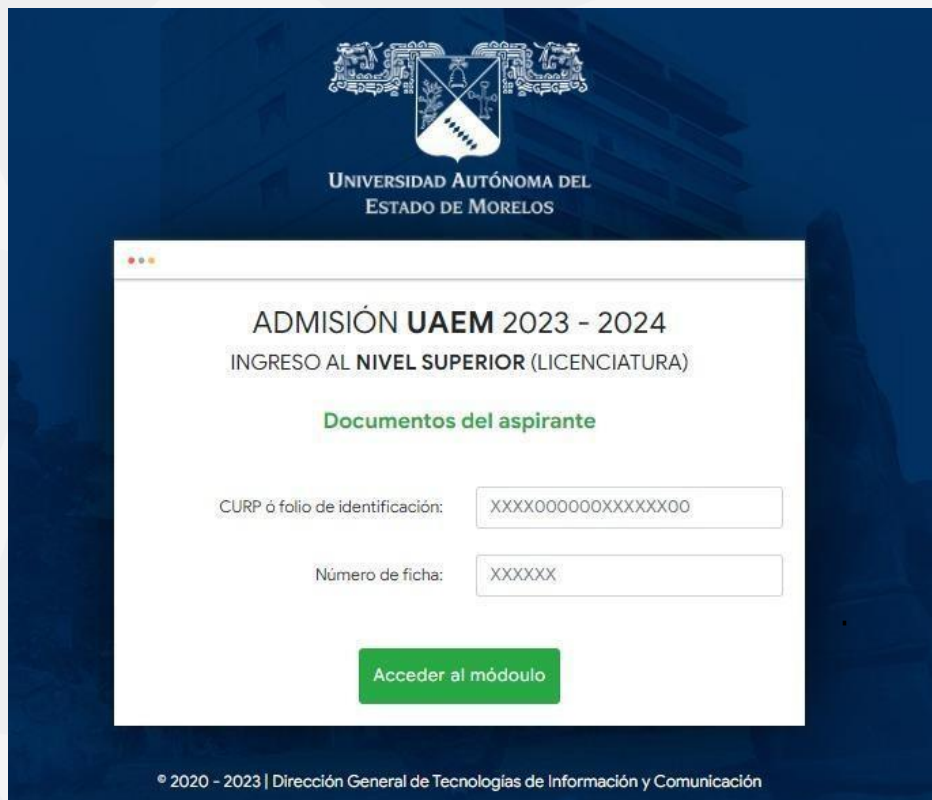 UNIVERSIDAD AUTÓNOMA DEL
ESTADO DE MORELOS
ADMISIÓN UAEM 2023 - 2024
INGRESO AL NIVEL SUPERIOR (LICENCIATURA)
Documentos del aspirante
CURP ó folio de identificación: XXXX000000XXXXXX00
Número de ficha: XXXXXX
Acceder al módoulo
© 2020 - 2023 | Dirección General de Tecnologías de Información y Comunicación